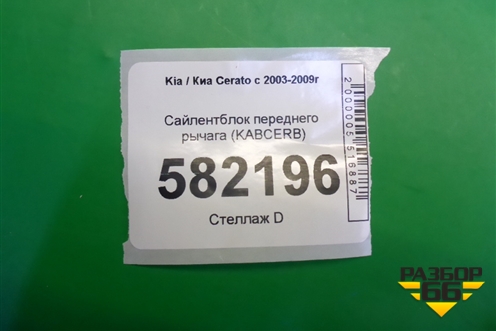 Kia / Киа Cerato с 2003-2009г
Сайлентблок переднего
рычага (KABCERB)
582196
Стеллаж D
2000005516887
РАЗБОР
66